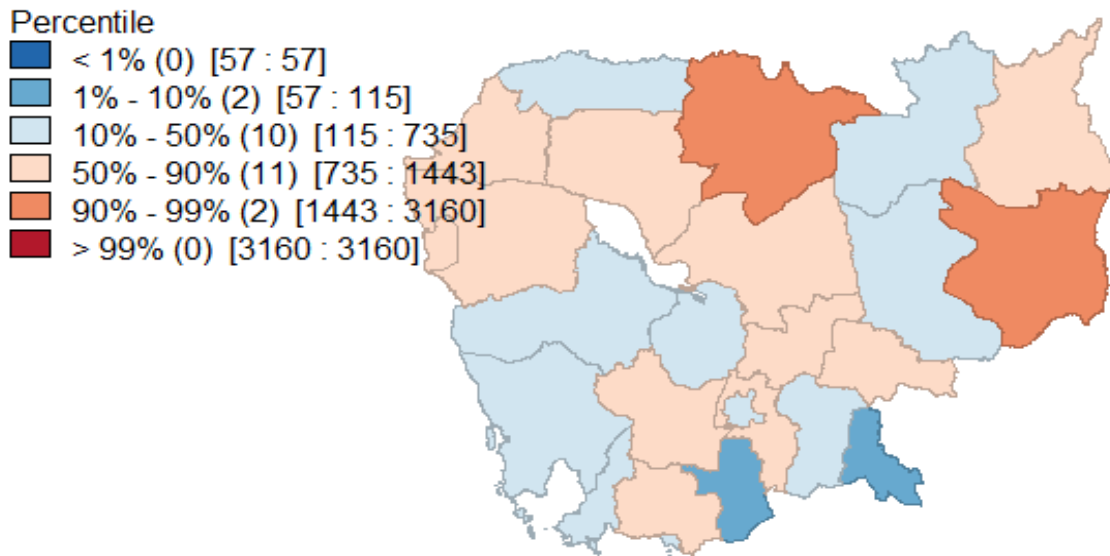 Percentile
< 1% (0) [57 : 57]
1% - 10% (2) [57 : 115]
10% - 50% (10) [115 : 735]
50% - 90% (11) [735 : 1443]
90% - 99% (2) [1443 : 3160]
> 99% (0) [3160 : 3160]